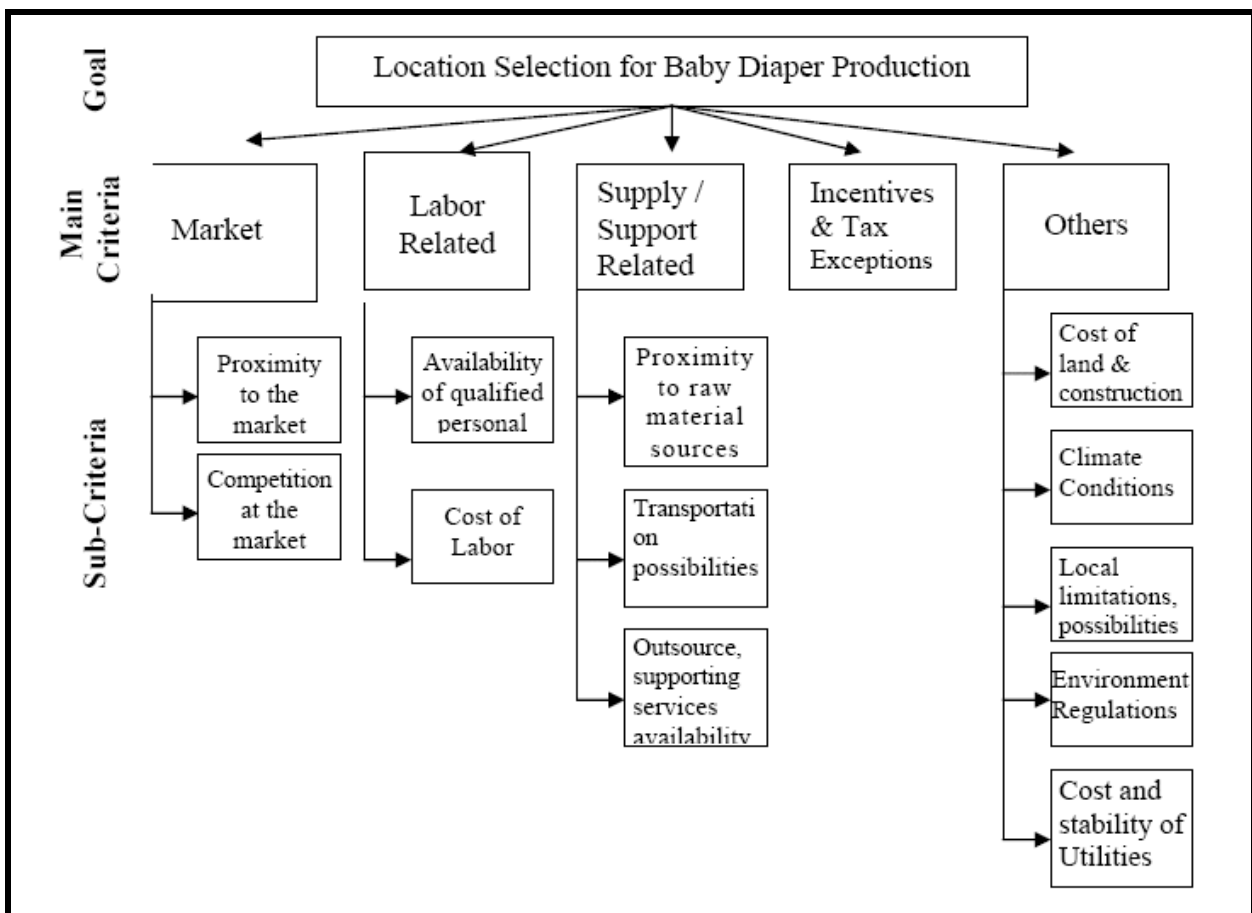 Goal
Location Selection for Baby Diaper Production
Main
Criteria
Market
Labor
Related
Supply /
Support
Related
Incentives
& Tax
Exceptions
Others
Sub-Criteria
Proximity
to the
market
Competition
at the
market
Availability
of qualified
personal
Cost of
Labor
Proximity
to raw
material
sources
Transportati
on
possibilities
Outsource,
supporting
services
availability
Cost of
land &
construction
Climate
Conditions
Local
limitations,
possibilities
Environment
Regulations
Cost and
stability of
Utilities